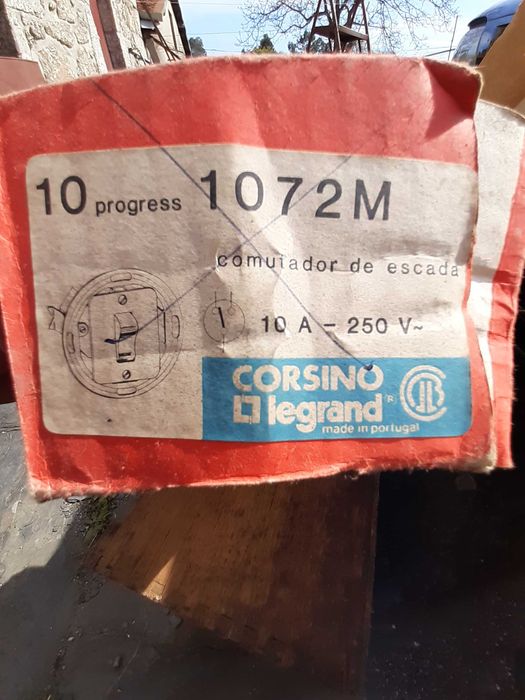 10 progress 1072M
comutador de escada
10 A - 250 V~
CORSINO
legrand ®
made in portugal